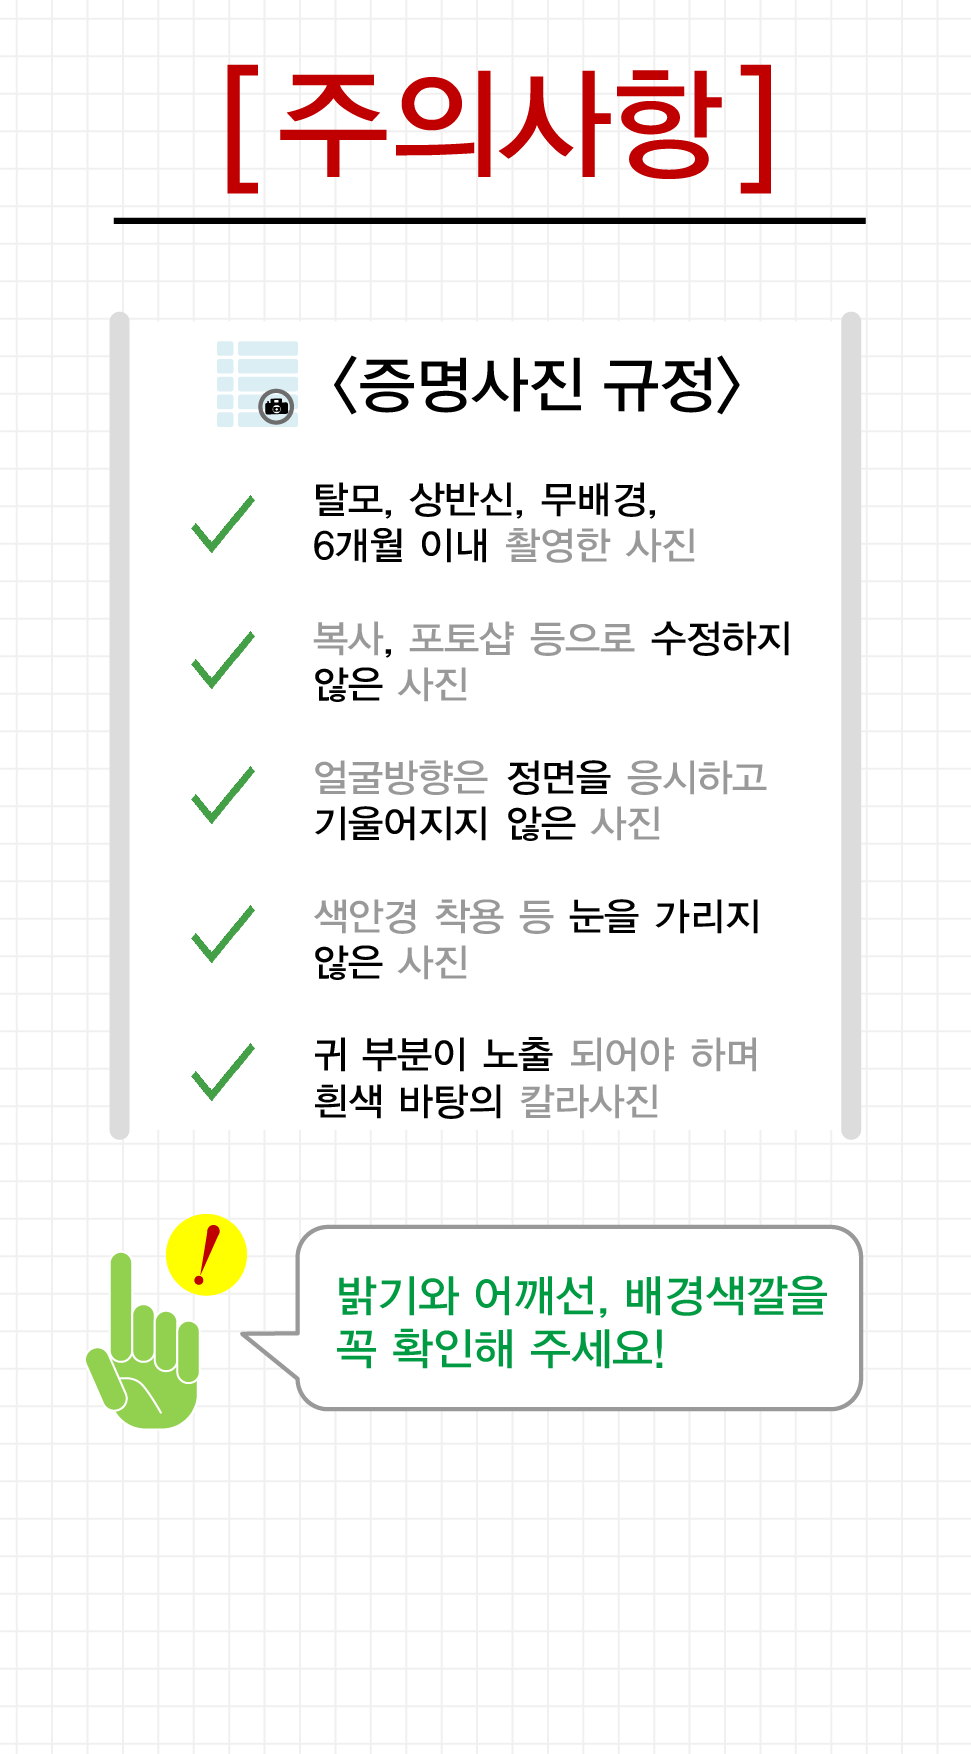 [주의사항]
<증명사진 규정>
탈모, 상반신, 무배경,
6개월 이내 촬영한 사진
복사, 포토샵 등으로 수정하지
않은 사진
얼굴방향은 정면을 응시하고
기울어지지 않은 사진
색안경 착용 등 눈을 가리지
않은 사진
귀 부분이 노출 되어야 하며
흰색 바탕의 칼라사진
!
밝기와 어깨선, 배경색깔을
꼭 확인해 주세요!